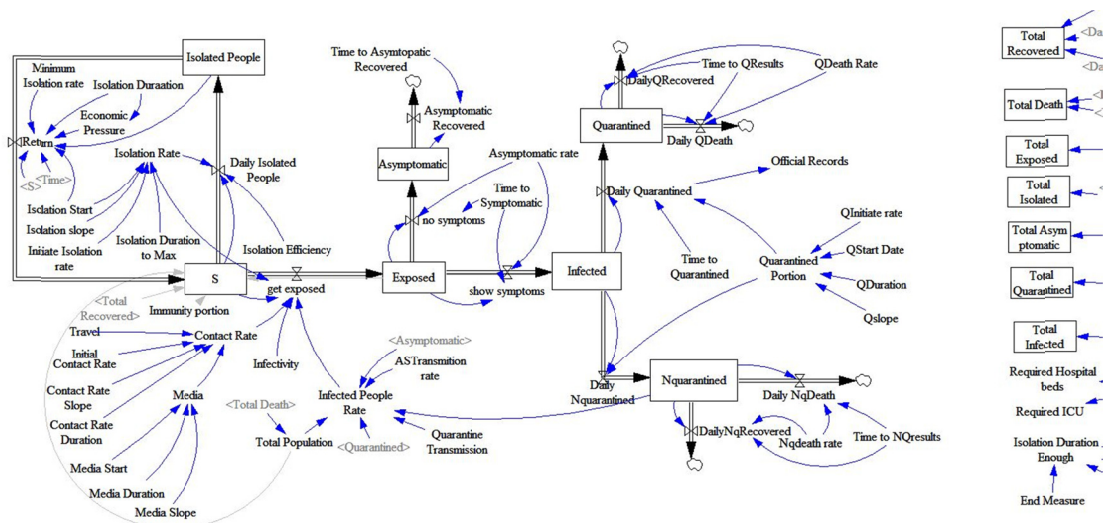 Isolated People
Minimum
Isolution rate
Isolution Duraation
Economic
Pressure
Return
<S>
<Time>
Isolation Rate
Daily Isolated
People
Isclation Start
Isclation slope
Initiate Isolation
rate
Isolation Duration
to Max
Isolation Efficiency
S
get exposed
<Total
Recovered>
Immunity portion
Travel
Initial
Contact Rate
Contact Rate
Contact Rate
Slope
Contact Rate
Duration
Media
Media Start
Media Duration
Media Slope
Infectivity
<Total Death>
Total Population
Infected People
Rate
<Asymptomatic>
ASTransmition
rate
<Quarantined>
Quarantine
Transmission
Time to Asymtopatic
Recovered
Asymptomatic
Recovered
Asymptomatic
no symptoms
Asymptomatic rate
Time to
Symptomatic
Exposed
show symptoms
Infected
DailyQRecovered
Time to QResults
QDeath Rate
Quarantined
Daily QDeath
Official Records
Daily Quarantined
Time to
Quarantined
Quarantined
Portion
QInitiate rate
QStart Date
QDuration
Qslope
Daily
Nquarantined
Nquarantined
Daily NqDeath
DailyNqRecovered
Nqdeath rate
Time to NQresults
Total
Recovered
<Da
<Da
Total Death
Total
Exposed
Total
Isolated
Total Asym
ptomatic
Total
Quarantined
Total
Infected
Required Hospital
beds
Required ICU
Isolation Duration
Enough
End Measure